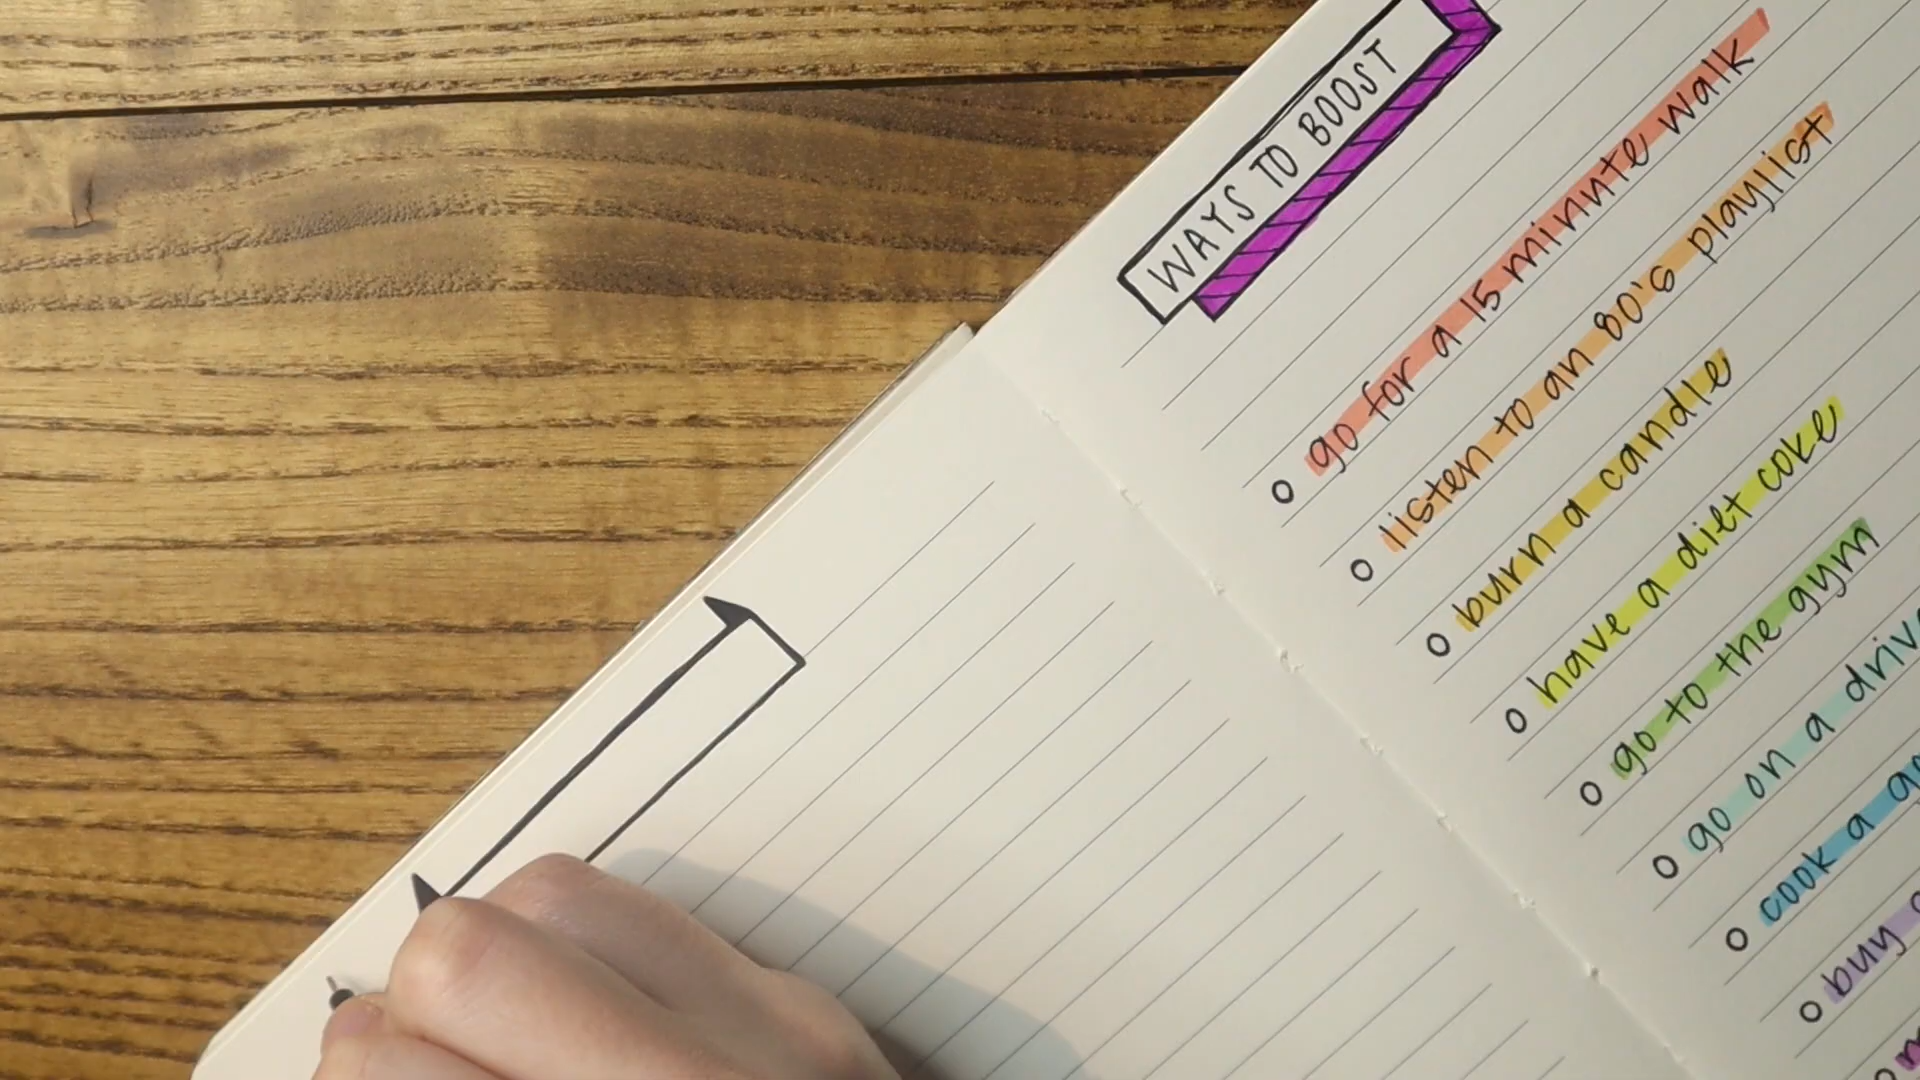 WAYS TO BOOST
go for a 15 minute walk
listen to an 80's playlist
burn a candle
have a diet coke
go to the gym
go on a drive
cook a
buy